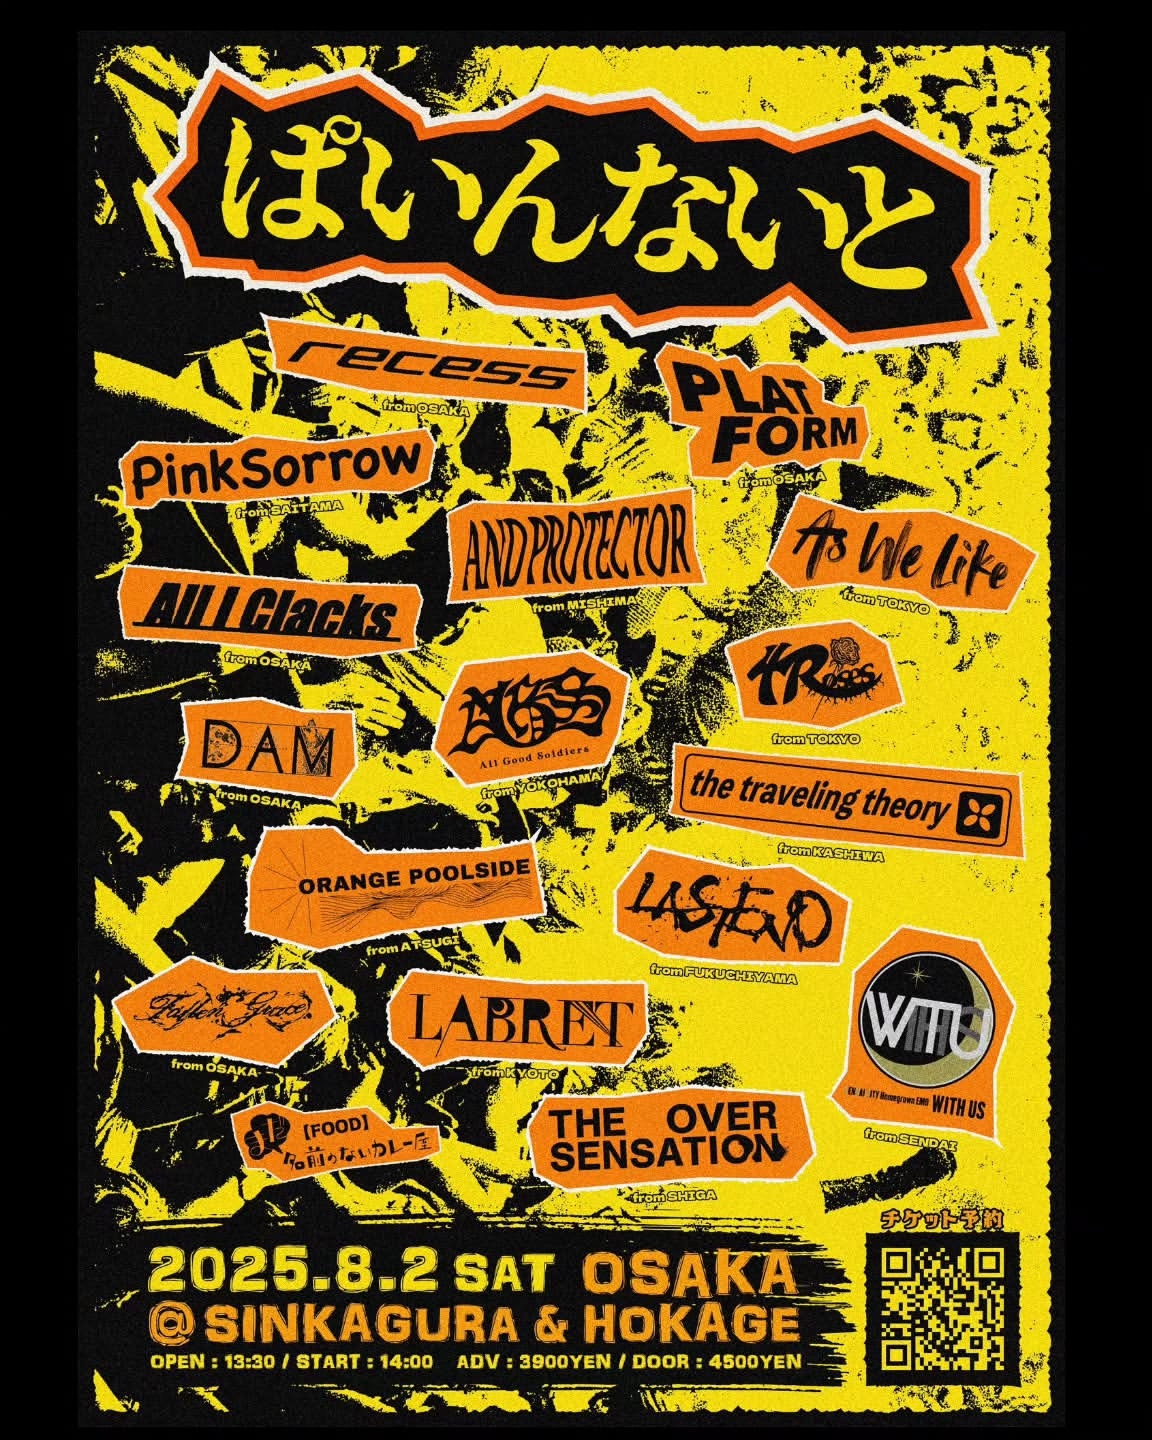 ぱいんないと
recess
from OSAKA
PLAT
FORM
from OSAKA
PinkSorrow
from SAITAMA
ANDPROTECTOR
from MISHIMA
As We Like
from TOKYO
All I Clacks
from OSAKA
4Roses
from TOKYO
AGS
All Good Soldiers
from YOKOHAMA
DAM
from OSAKA
the traveling theory
from KASHIWA
ORANGE POOLSIDE
from ATSUGI
LASTEND
from FUKUCHIYAMA
Fallen Grace
from OSAKA
LABRET
from KYOTO
WITH US
from SENDAI
[FOOD]
名前のないカレー屋
THE OVER
SENSATION
from SHIGA
チケット予約
2025.8.2 SAT OSAKA
@ SINKAGURA & HOKAGE
OPEN : 13:30 / START : 14:00 ADV : 3900YEN / DOOR : 4500YEN